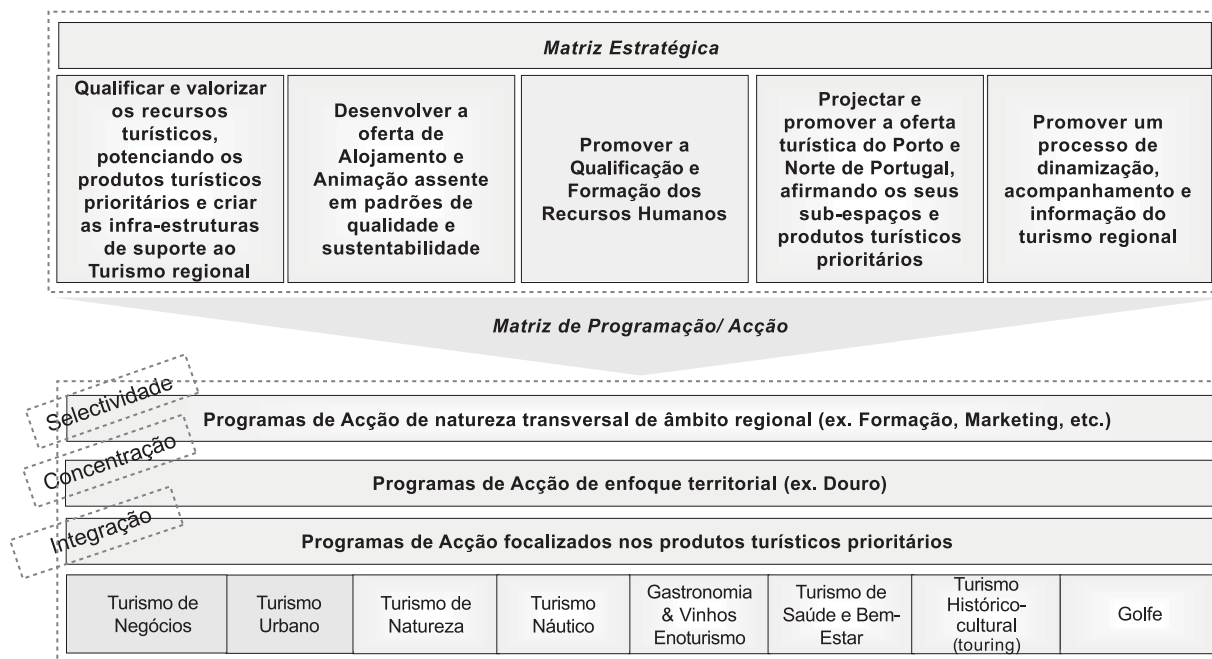 Matriz Estratégica
Qualificar e valorizar
os recursos
turísticos,
potenciando os
produtos turísticos
prioritários e criar
as infra-estruturas
de suporte ao
Turismo regional
Desenvolver a
oferta de
Alojamento e
Animação assente
em padrões de
qualidade e
sustentabilidade
Promover a
Qualificação e
Formação dos
Recursos Humanos
Projectar e
promover a oferta
turística do Porto e
Norte de Portugal,
afirmando os seus
sub-espaços e
produtos turísticos
prioritários
Promover um
processo de
dinamização,
acompanhamento e
informação do
turismo regional
Matriz de Programação/ Acção
Selectividade
Programas de Acção de natureza transversal de âmbito regional (ex. Formação, Marketing, etc.)
Concentração
Programas de Acção de enfoque territorial (ex. Douro)
Integração
Programas de Acção focalizados nos produtos turísticos prioritários
Turismo de
Negócios
Turismo
Urbano
Turismo de
Natureza
Turismo
Náutico
Gastronomia
& Vinhos
Enoturismo
Turismo de
Saúde e Bem-
Estar
Turismo
Histórico-
cultural
(touring)
Golfe